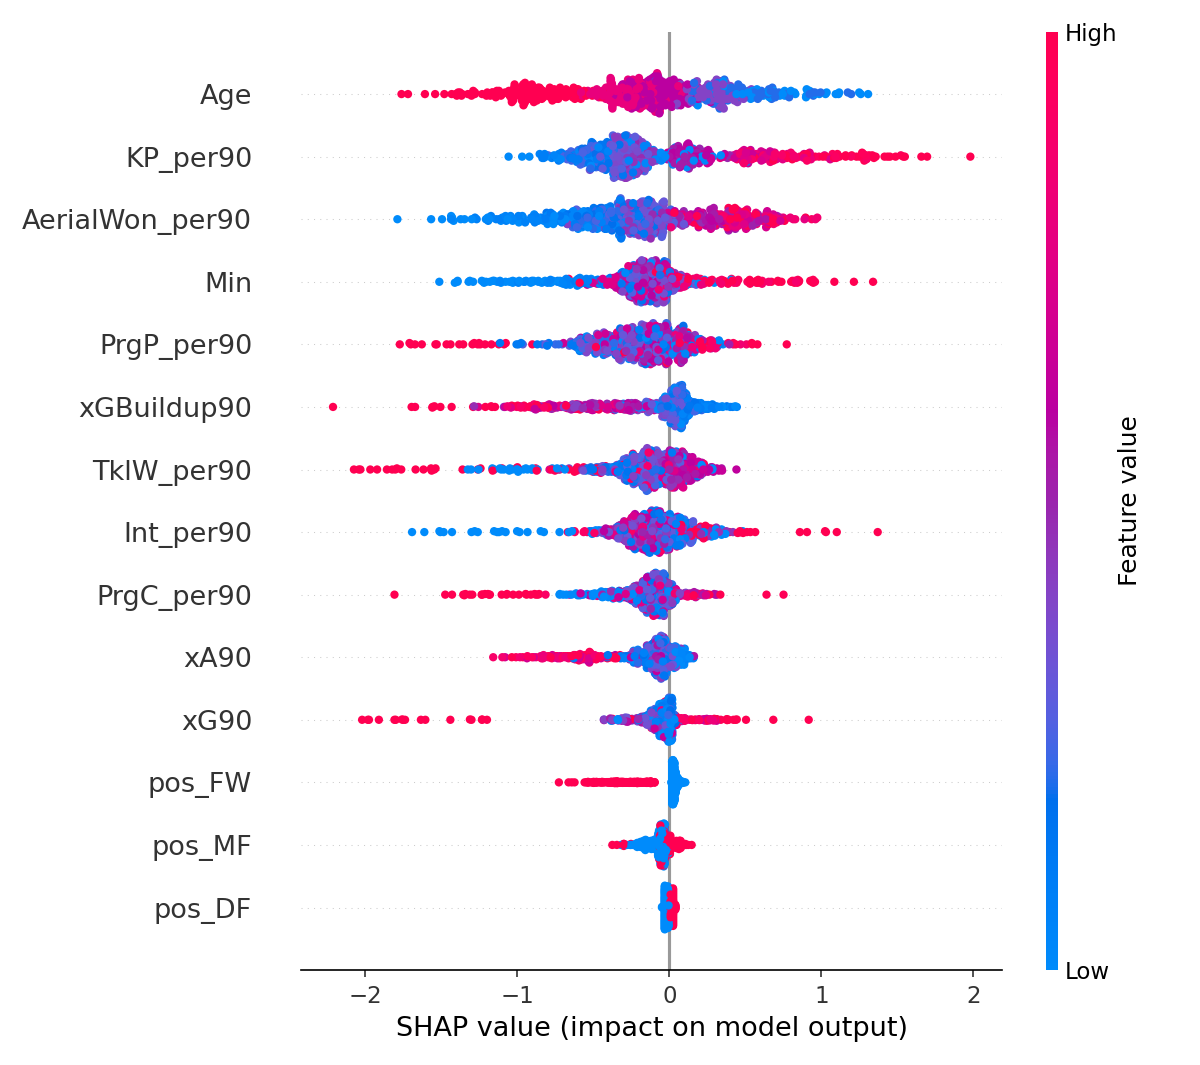 High
Age
KP_per90
AerialWon_per90
Min
PrgP_per90
xGBuildup90
TklW_per90
Int_per90
PrgC_per90
xA90
xG90
pos_FW
pos_MF
pos_DF
Feature value
Low
−2 −1 0 1 2
SHAP value (impact on model output)